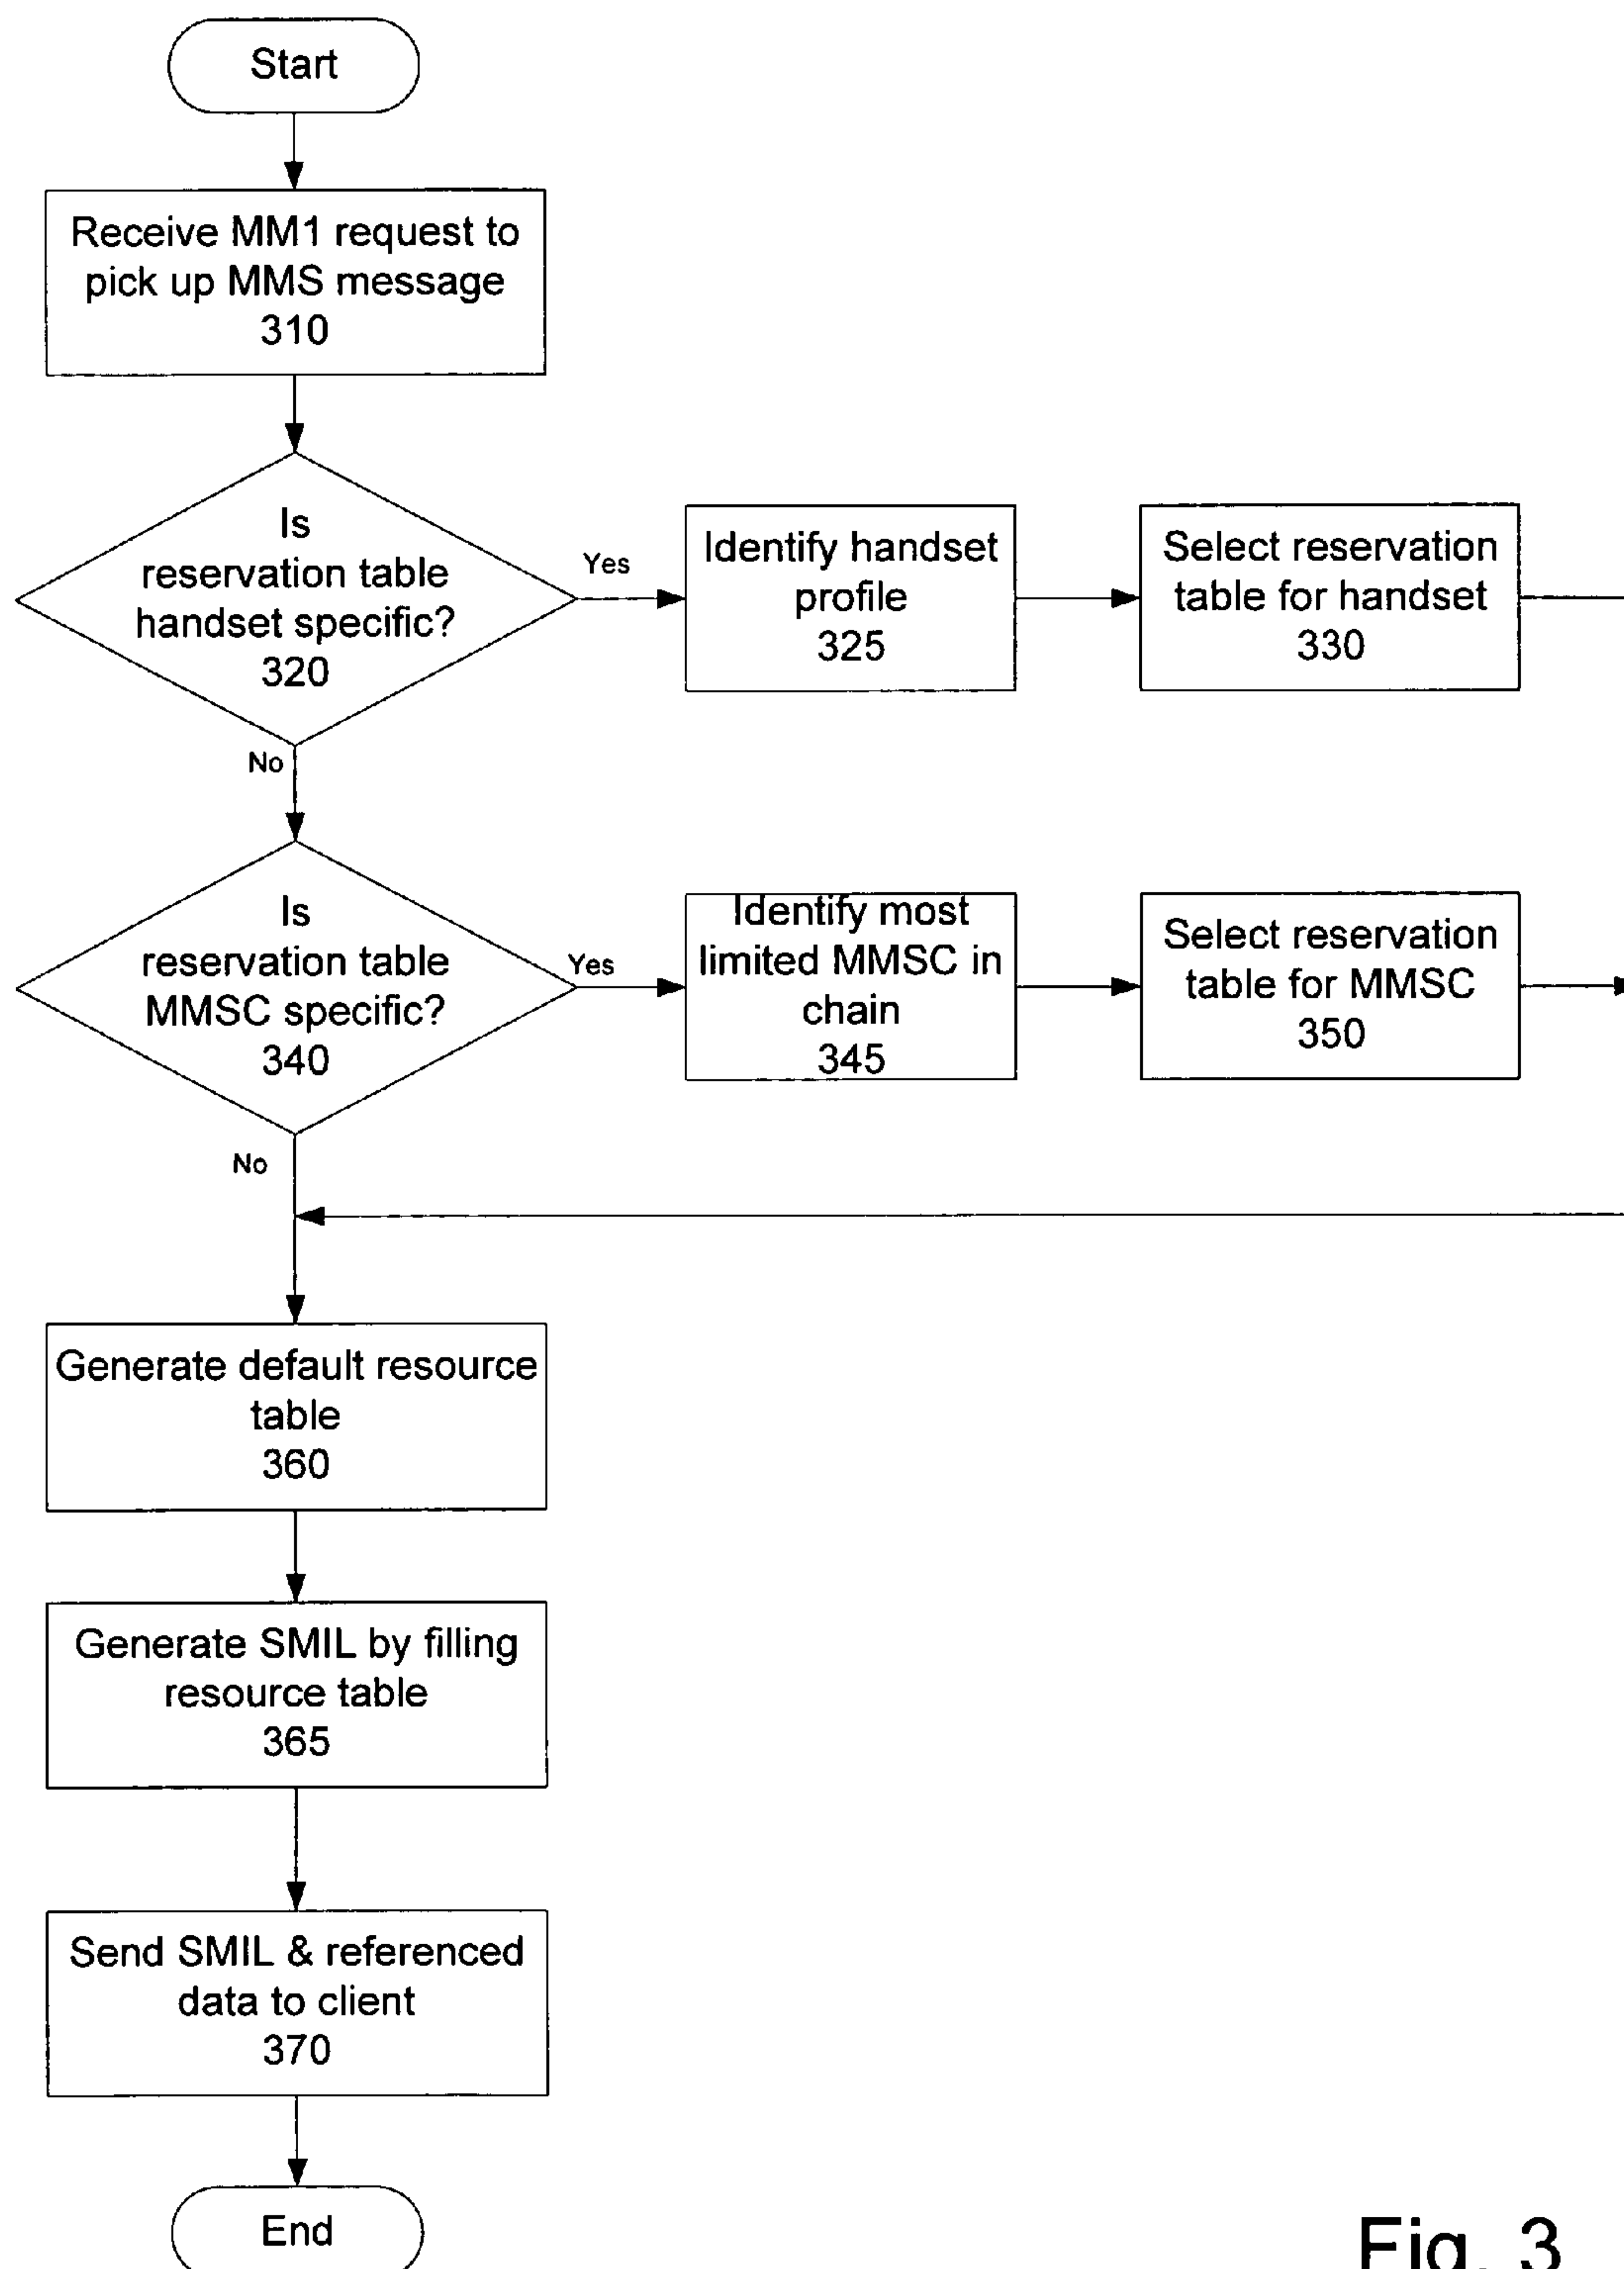 Start
Receive MM1 request to
pick up MMS message
310
Is
reservation table
handset specific?
320
Yes
Identify handset
profile
325
Select reservation
table for handset
330
No
Is
reservation table
MMSC specific?
340
Yes
Identify most
limited MMSC in
chain
345
Select reservation
table for MMSC
350
No
Generate default resource
table
360
Generate SMIL by filling
resource table
365
Send SMIL & referenced
data to client
370
End
Fig. 3